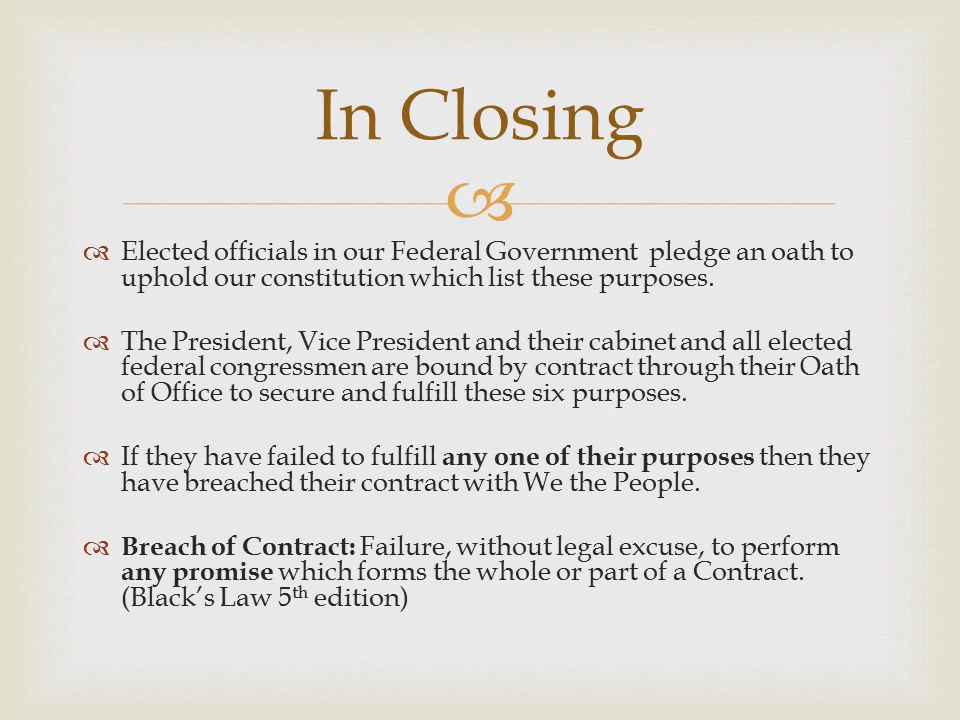 In Closing
Elected officials in our Federal Government  pledge an oath to
uphold our constitution which list these purposes.
The President, Vice President and their cabinet and all elected
federal congressmen are bound by contract through their Oath
of Office to secure and fulfill these six purposes.
If they have failed to fulfill any one of their purposes then they
have breached their contract with We the People.
Breach of Contract: Failure, without legal excuse, to perform
any promise which forms the whole or part of a Contract.
(Black’s Law 5th edition)